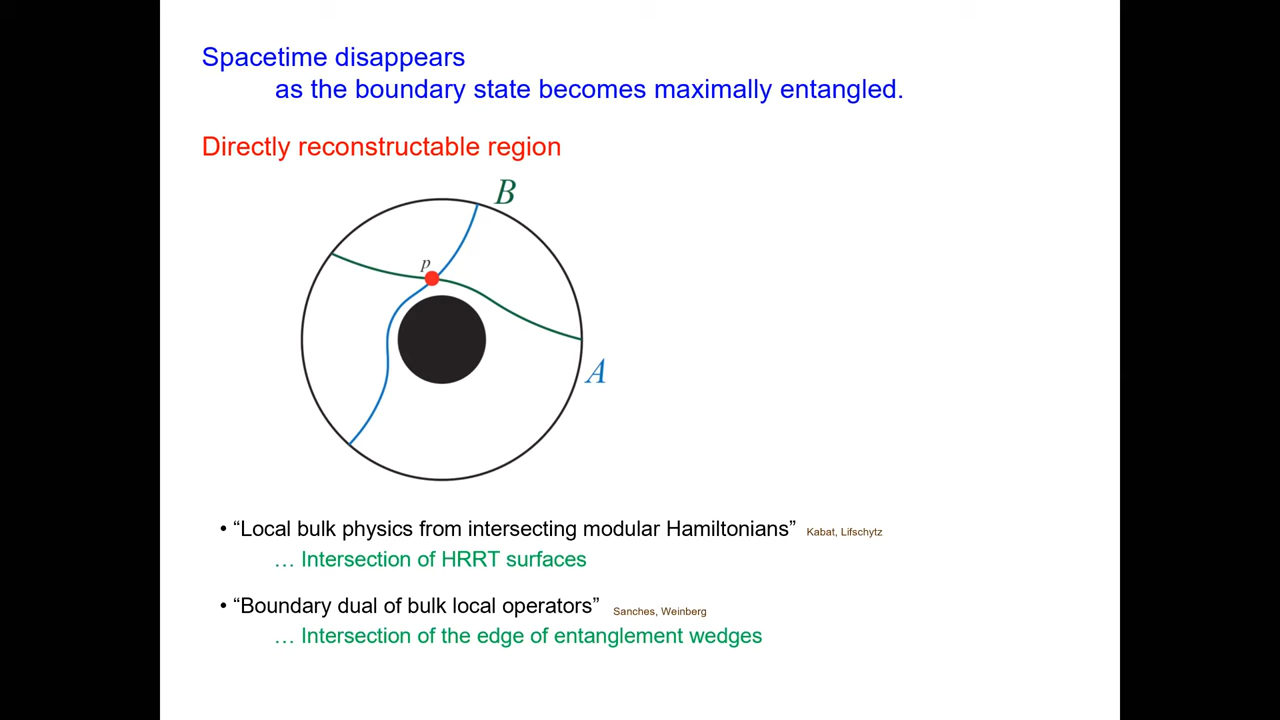 Spacetime disappears
as the boundary state becomes maximally entangled.
Directly reconstructable region
B
p
A
• “Local bulk physics from intersecting modular Hamiltonians” Kabat, Lifschytz
… Intersection of HRRT surfaces
• “Boundary dual of bulk local operators” Sanches, Weinberg
… Intersection of the edge of entanglement wedges